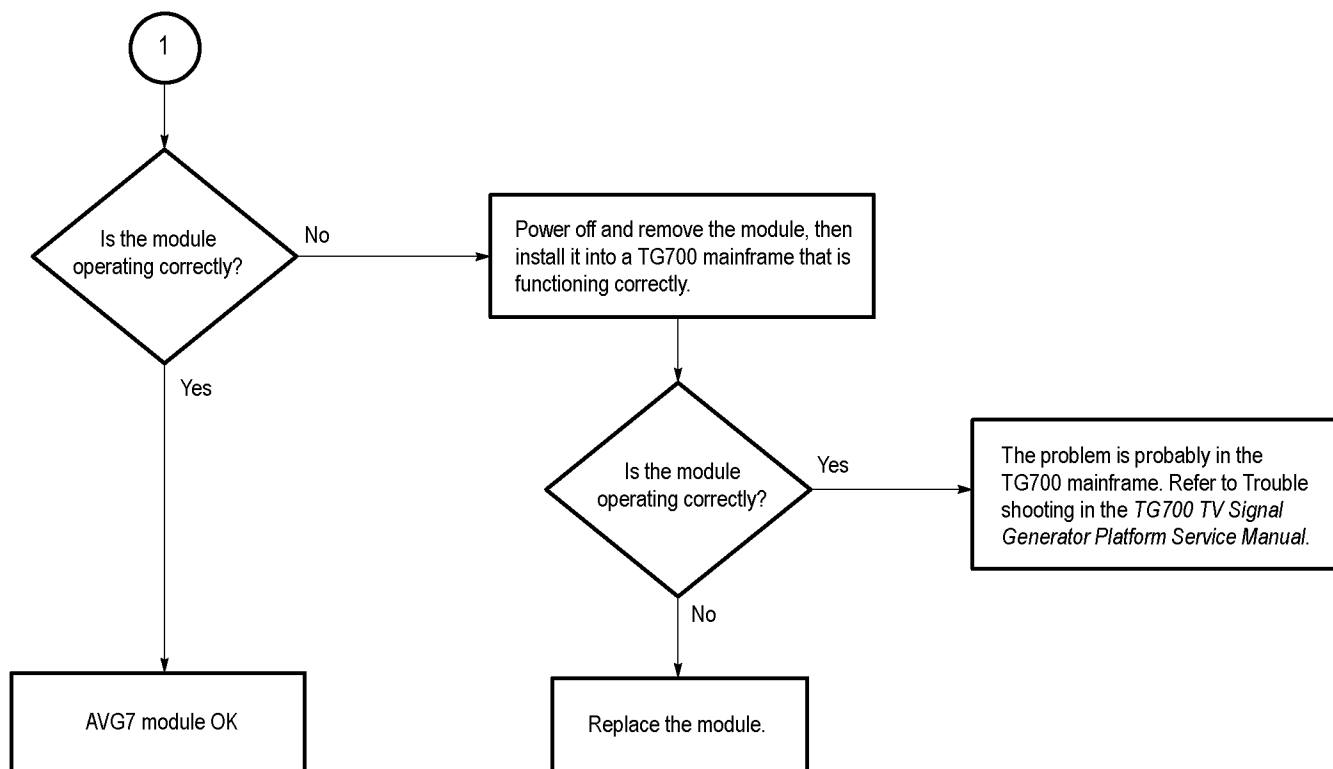 1
Is the module
operating correctly?
No
Power off and remove the module, then
install it into a TG700 mainframe that is
functioning correctly.
Yes
Is the module
operating correctly?
Yes
The problem is probably in the
TG700 mainframe. Refer to Trouble
shooting in the TG700 TV Signal
Generator Platform Service Manual.
No
AVG7 module OK
Replace the module.